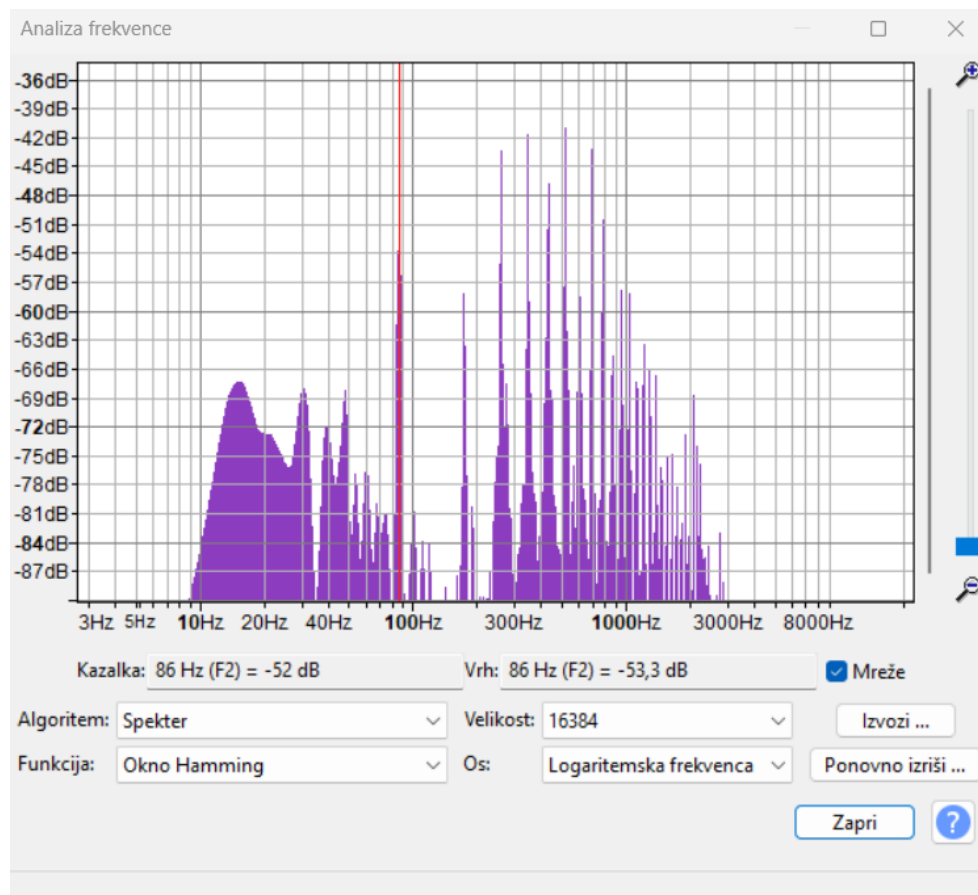 Analiza frekvence
-36dB
-39dB
-42dB
-45dB
-48dB
-51dB
-54dB
-57dB
-60dB
-63dB
-66dB
-69dB
-72dB
-75dB
-78dB
-81dB
-84dB
-87dB
3Hz 5Hz 10Hz 20Hz 40Hz 100Hz 300Hz 1000Hz 3000Hz 8000Hz
Kazalka: 86 Hz (F2) = -52 dB Vrh: 86 Hz (F2) = -53,3 dB Mreže
Algoritem: Spekter Velikost: 16384 Izvozi ...
Funkcija: Okno Hamming Os: Logaritemska frekvenca Ponovno izriši ...
Zapri ?